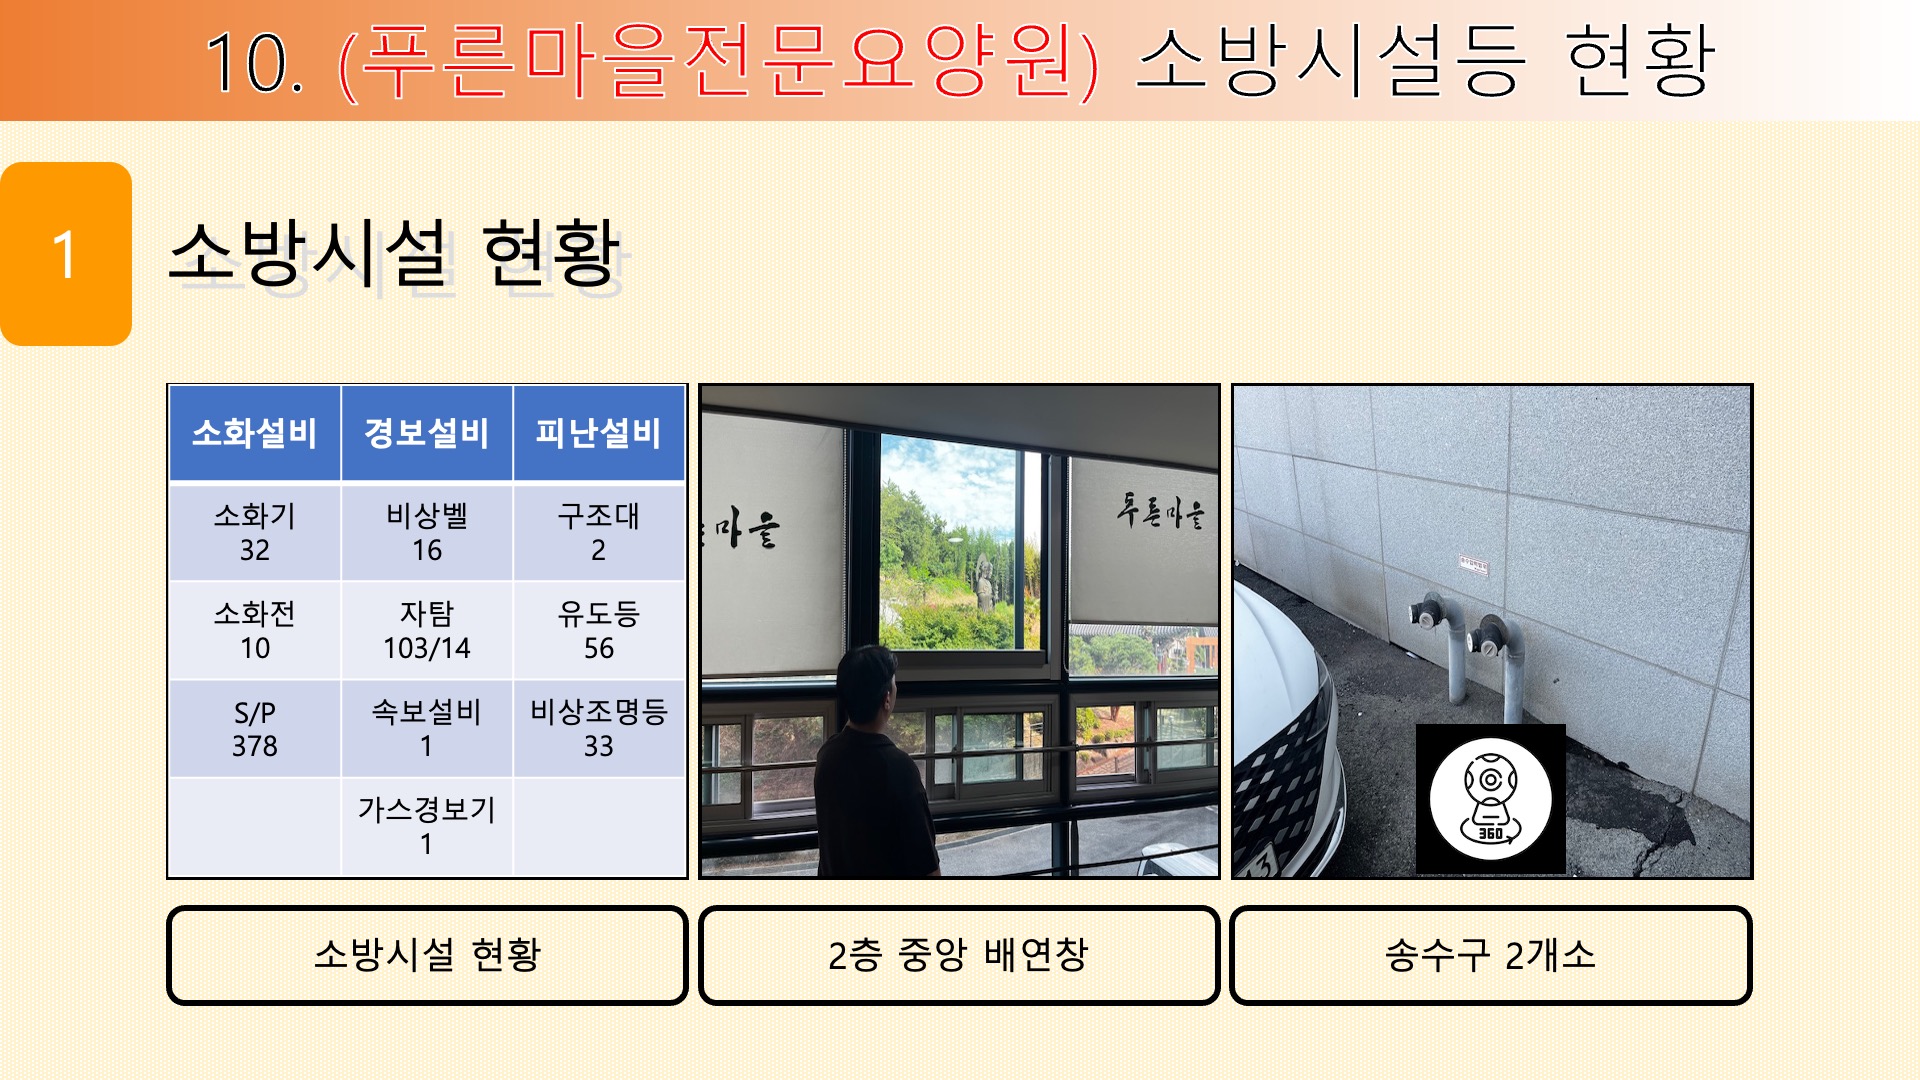 10. (푸른마을전문요양원) 소방시설등 현황
1
소방시설 현황
소화설비 경보설비 피난설비
소화기 비상벨 구조대
32 16 2
소화전 자탐 유도등
10 103/14 56
S/P 속보설비 비상조명등
378 1 33
가스경보기
1
마을
푸른마을
360
소방시설 현황
2층 중앙 배연창
송수구 2개소